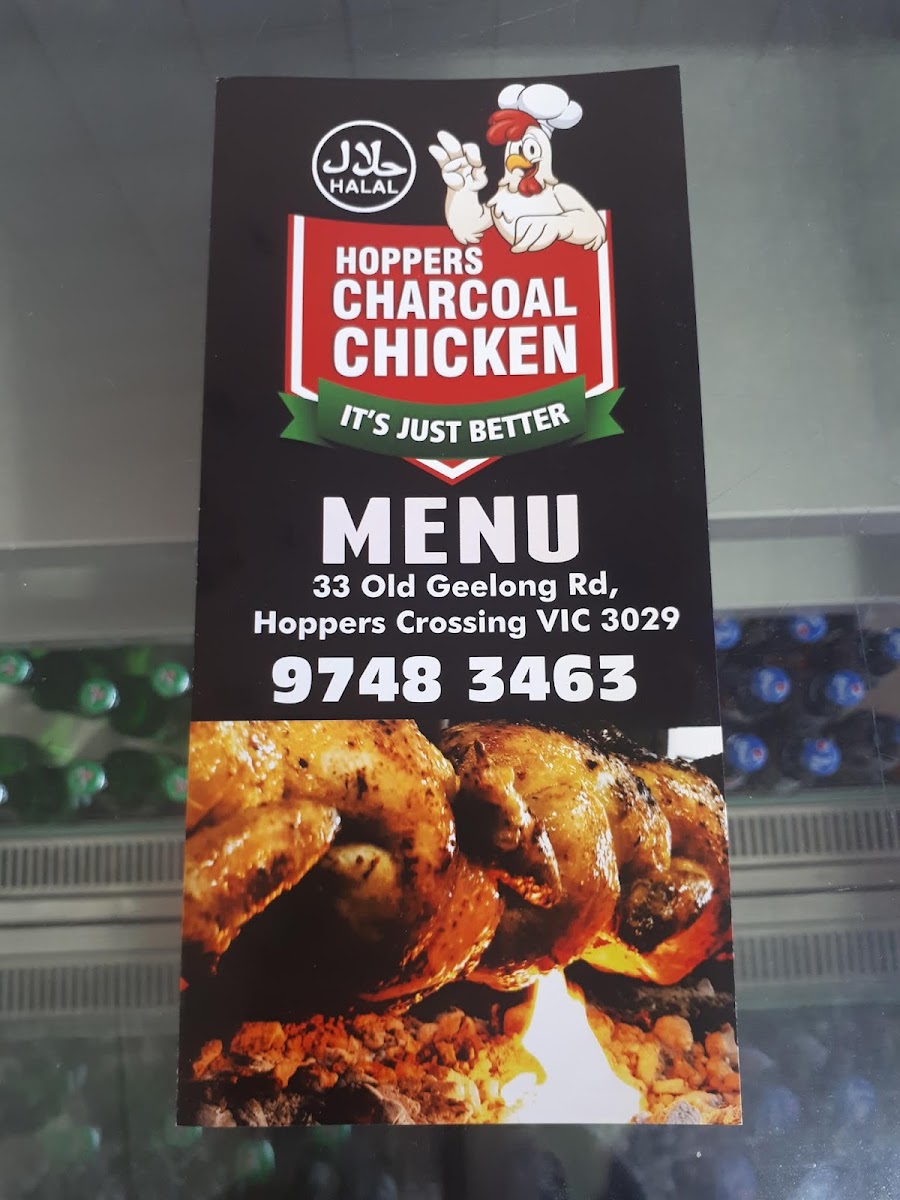 حلال
HALAL
HOPPERS
CHARCOAL
CHICKEN
IT'S JUST BETTER
MENU
33 Old Geelong Rd,
Hoppers Crossing VIC 3029
9748 3463